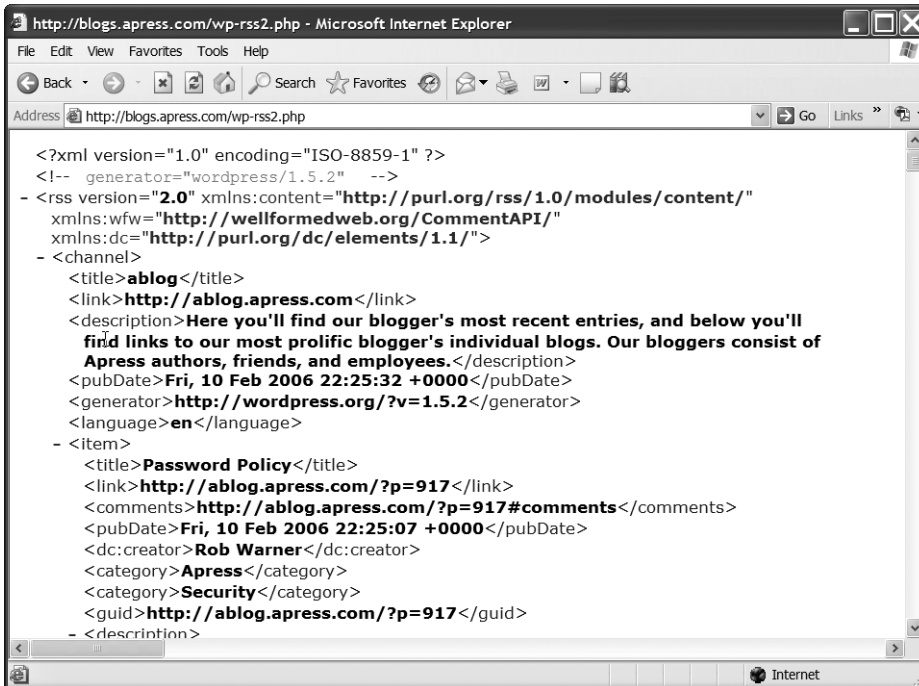 http://blogs.apress.com/wp-rss2.php - Microsoft Internet Explorer
File Edit View Favorites Tools Help
Back Search Favorites
Address http://blogs.apress.com/wp-rss2.php Go Links »
<?xml version="1.0" encoding="ISO-8859-1" ?>
<!-- generator="wordpress/1.5.2" -->
- <rss version="2.0" xmlns:content="http://purl.org/rss/1.0/modules/content/"
xmlns:wfw="http://wellformedweb.org/CommentAPI/"
xmlns:dc="http://purl.org/dc/elements/1.1/">
- <channel>
<title>ablog</title>
<link>http://ablog.apress.com</link>
<description>Here you'll find our blogger's most recent entries, and below you'll
find links to our most prolific blogger's individual blogs. Our bloggers consist of
Apress authors, friends, and employees.</description>
<pubDate>Fri, 10 Feb 2006 22:25:32 +0000</pubDate>
<generator>http://wordpress.org/?v=1.5.2</generator>
<language>en</language>
- <item>
<title>Password Policy</title>
<link>http://ablog.apress.com/?p=917</link>
<comments>http://ablog.apress.com/?p=917#comments</comments>
<pubDate>Fri, 10 Feb 2006 22:25:07 +0000</pubDate>
<dc:creator>Rob Warner</dc:creator>
<category>Apress</category>
<category>Security</category>
<guid>http://ablog.apress.com/?p=917</guid>
- <description>
Internet